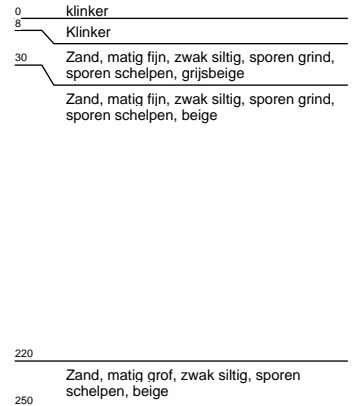 0 klinker
8 Klinker
30 Zand, matig fijn, zwak siltig, sporen grind,
sporen schelpen, grijsbeige
Zand, matig fijn, zwak siltig, sporen grind,
sporen schelpen, beige
220
Zand, matig grof, zwak siltig, sporen
schelpen, beige
250